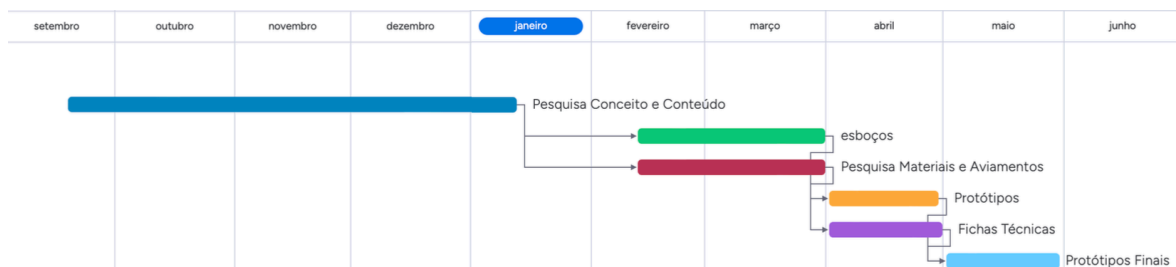 setembro outubro novembro dezembro janeiro fevereiro março abril maio junho
Pesquisa Conceito e Conteúdo
esboços
Pesquisa Materiais e Aviamentos
Protótipos
Fichas Técnicas
Protótipos Finais